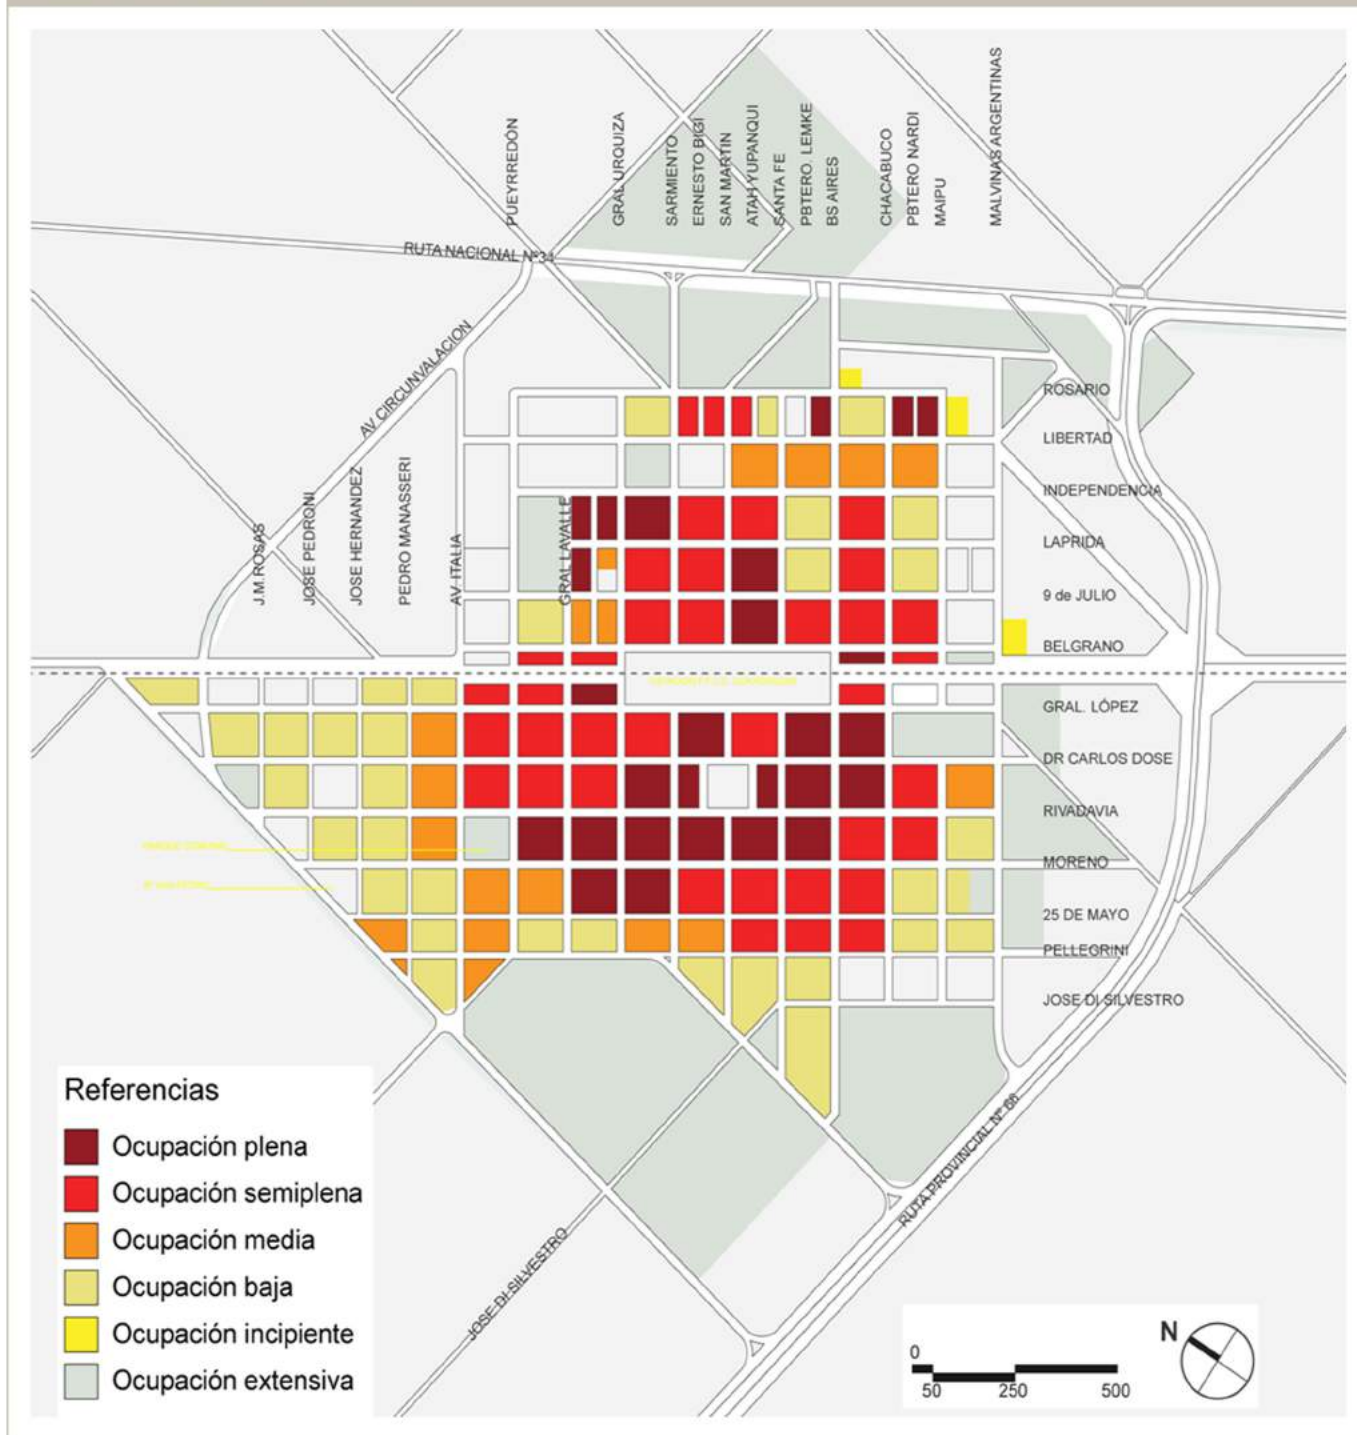 PUEYRREDÓN
GRAL URQUIZA
SARMIENTO
ERNESTO BIGI
SAN MARTIN
ATAH YUPANQUI
SANTA FE
PBTERO. LEMKE
BS AIRES
CHACABUCO
PBTERO NARDI
MAIPU
MALVINAS ARGENTINAS
RUTA NACIONAL Nº34
AV CIRCUNVALACION
J.M.ROSAS
JOSE PEDRONI
JOSE HERNANDEZ
PEDRO MANASSERI
AV. ITALIA
GRAL LAVALLE
ROSARIO
LIBERTAD
INDEPENDENCIA
LAPRIDA
9 de JULIO
BELGRANO
GRAL. LÓPEZ
DR CARLOS DOSE
RIVADAVIA
MORENO
25 DE MAYO
PELLEGRINI
JOSE DI SILVESTRO
RUTA PROVINCIAL Nº 66
JOSE DI SILVESTRO
Referencias
Ocupación plena
Ocupación semiplena
Ocupación media
Ocupación baja
Ocupación incipiente
Ocupación extensiva
N
0
50 250 500